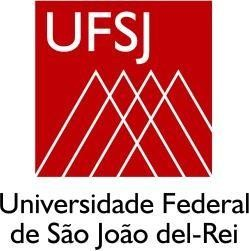 UFSJ
Universidade Federal
de São João del-Rei